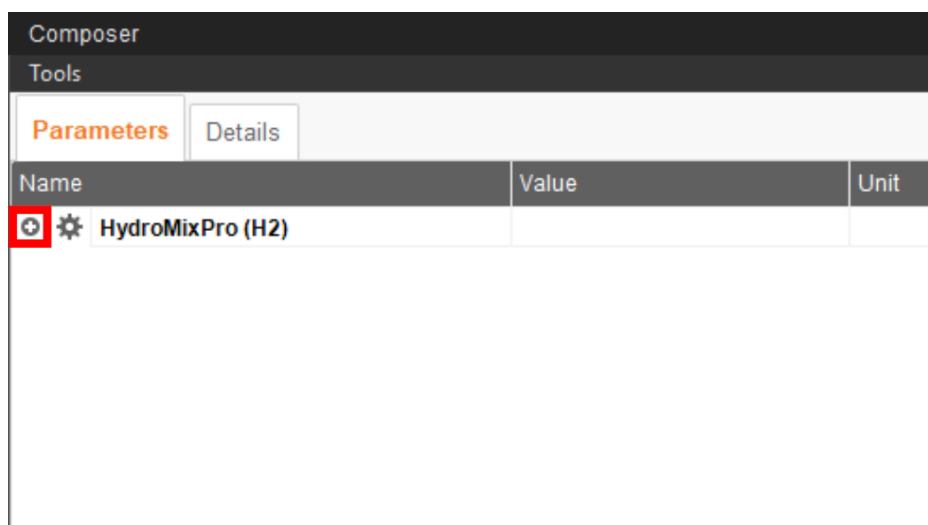 Composer
Tools
Parameters Details
Name Value Unit
HydroMixPro (H2)